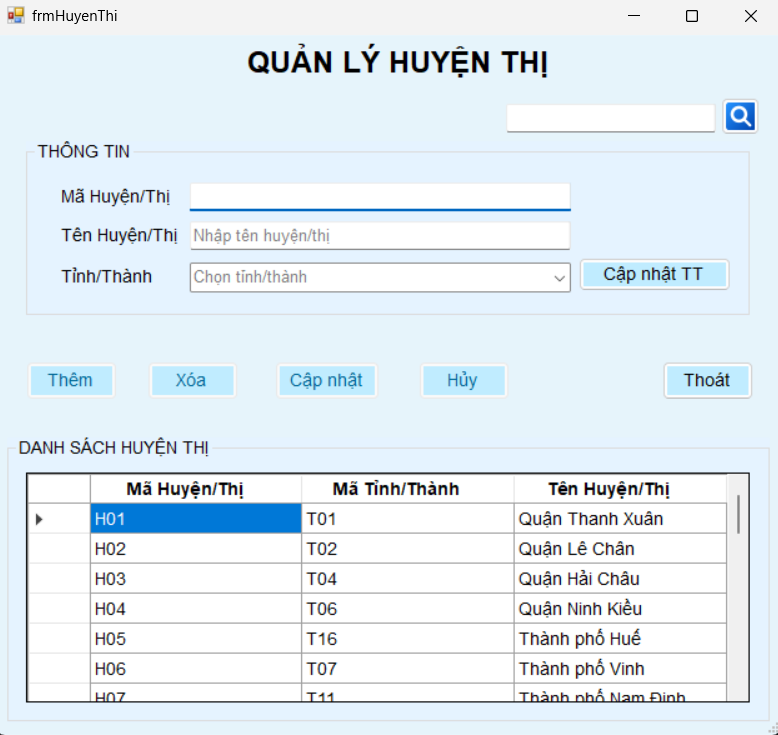 frmHuyenThi
QUẢN LÝ HUYỆN THỊ
THÔNG TIN
Mã Huyện/Thị
Tên Huyện/Thị Nhập tên huyện/thị
Tỉnh/Thành Chọn tỉnh/thành Cập nhật TT
Thêm Xóa Cập nhật Hủy Thoát
DANH SÁCH HUYỆN THỊ
Mã Huyện/Thị Mã Tỉnh/Thành Tên Huyện/Thị
H01 T01 Quận Thanh Xuân
H02 T02 Quận Lê Chân
H03 T04 Quận Hải Châu
H04 T06 Quận Ninh Kiều
H05 T16 Thành phố Huế
H06 T07 Thành phố Vinh
H07 T11 Thành phố Nam Định